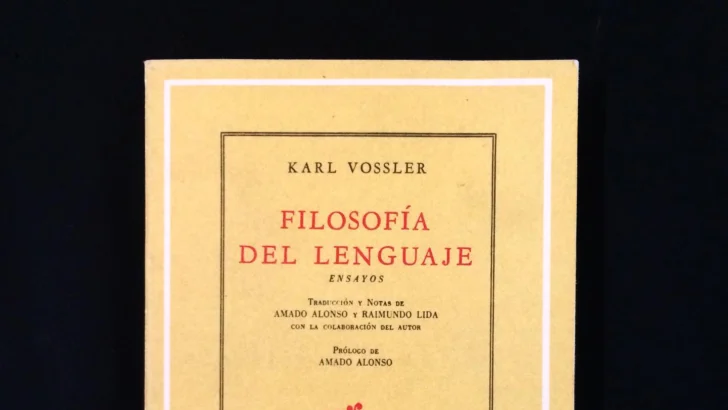 KARL VOSSLER
FILOSOFÍA
DEL LENGUAJE
ENSAYOS
TRADUCCIÓN Y NOTAS DE
AMADO ALONSO Y RAIMUNDO LIDA
CON LA COLABORACIÓN DEL AUTOR
PRÓLOGO DE
AMADO ALONSO